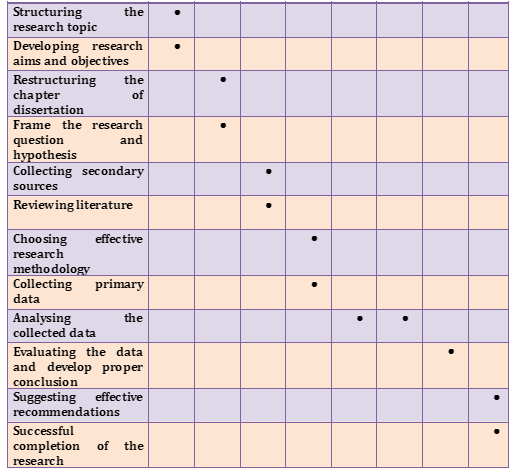 Structuring the
research topic
Developing research
aims and objectives
Restructuring the
chapter of
dissertation
Frame the research
question and
hypothesis
Collecting secondary
sources
Reviewing literature
Choosing effective
research
methodology
Collecting primary
data
Analysing the
collected data
Evaluating the data
and develop proper
conclusion
Suggesting effective
recommendations
Successful
completion of the
research